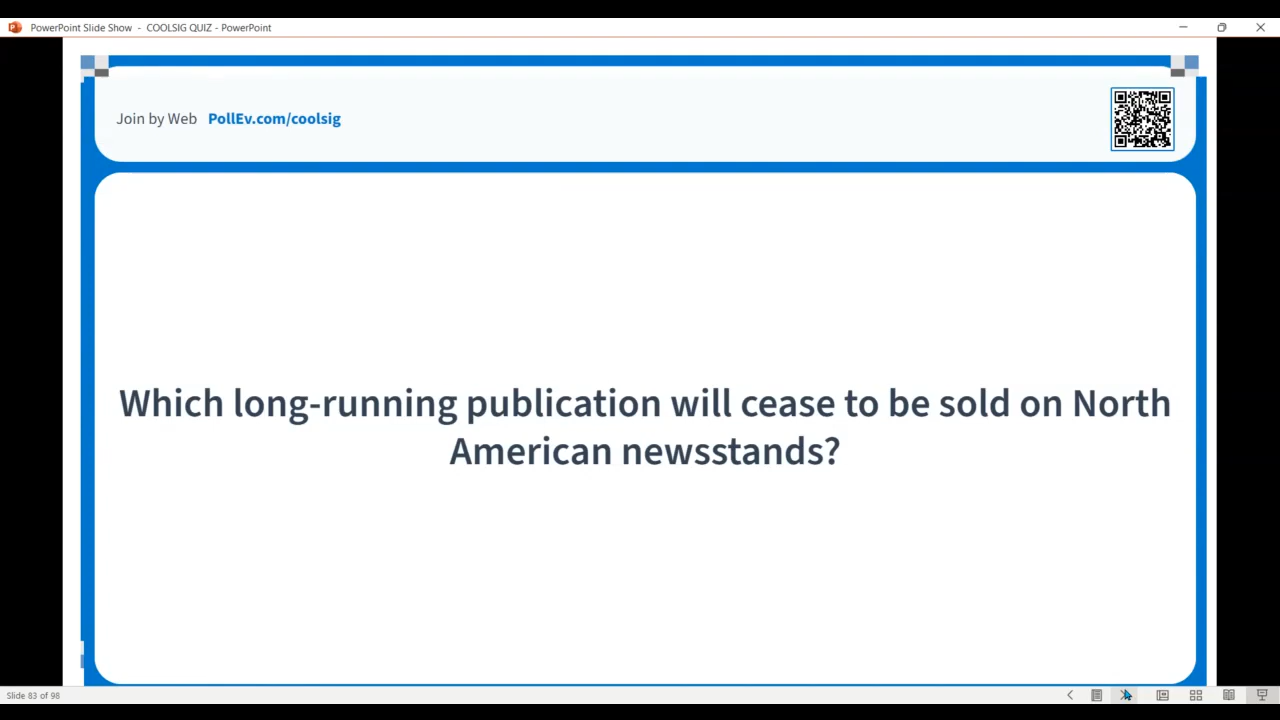 PowerPoint Slide Show - COOLSIG QUIZ - PowerPoint
Join by Web PollEv.com/coolsig
Which long-running publication will cease to be sold on North
American newsstands?
Slide 83 of 98